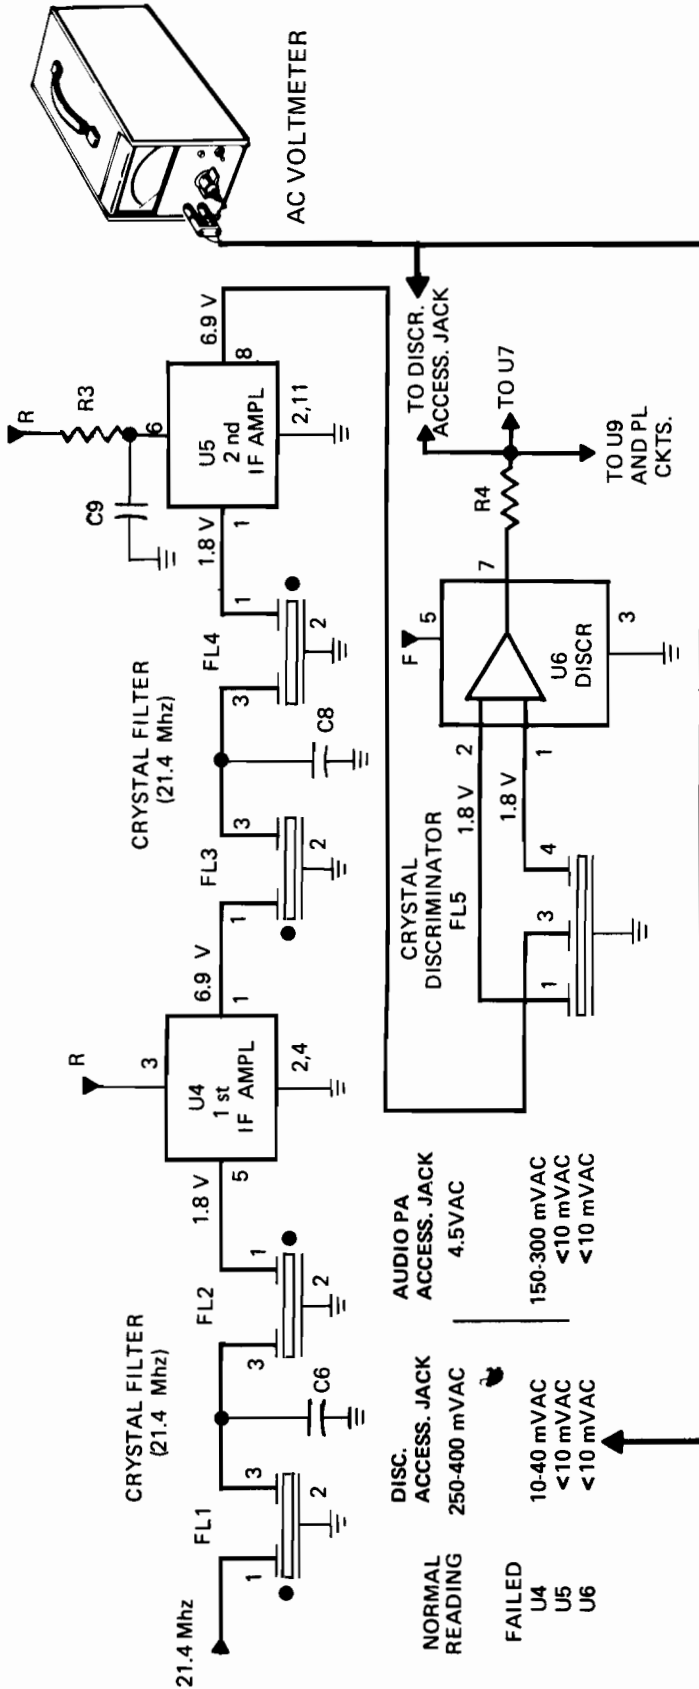 AC VOLTMETER
CRYSTAL FILTER
(21.4 Mhz)
21.4 Mhz
FL1
1
3
2
C6
FL2
3
1
2
1.8 V
5
R
3
U4
1 st
IF AMPL
2,4
6.9 V
1
CRYSTAL FILTER
(21.4 Mhz)
FL3
1
3
2
C8
FL4
3
1
2
1.8 V
1
C9
R
R3
6
U5
2 nd
IF AMPL
2,11
6.9 V
8
CRYSTAL
DISCRIMINATOR
FL5
1
3
4
1.8 V
2
1.8 V
1
F
5
U6
DISCR
3
7
R4
TO DISCR.
ACCESS. JACK
TO U7
TO U9
AND PL
CKTS.
DISC.
ACCESS. JACK
AUDIO PA
ACCESS. JACK
NORMAL
READING
250-400 mVAC
4.5VAC
FAILED
U4 10-40 mVAC 150-300 mVAC
U5 <10 mVAC <10 mVAC
U6 <10 mVAC <10 mVAC